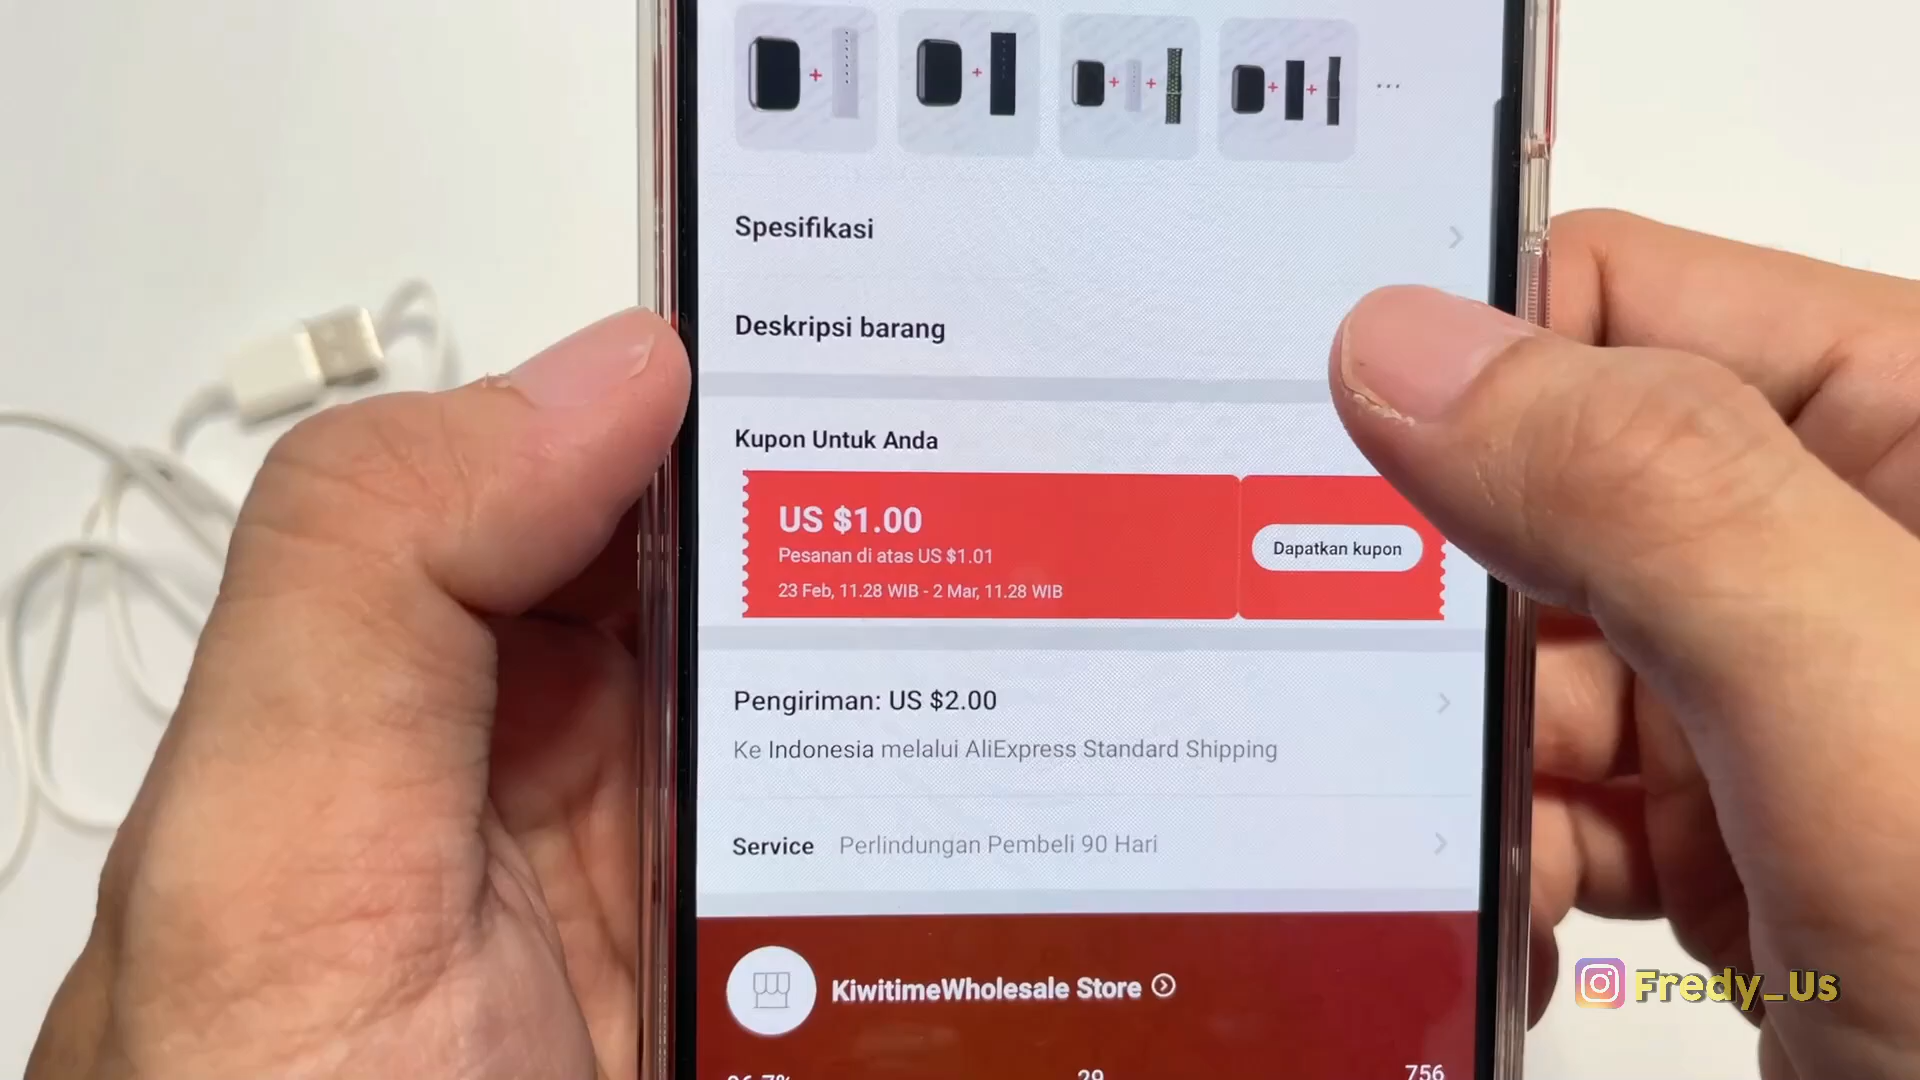 Spesifikasi
Deskripsi barang
Kupon Untuk Anda
US $1.00
Pesanan di atas US $1.01
23 Feb, 11.28 WIB - 2 Mar, 11.28 WIB
Dapatkan kupon
Pengiriman: US $2.00
Ke Indonesia melalui AliExpress Standard Shipping
Service Perlindungan Pembeli 90 Hari
KiwitimeWholesale Store
29
756
Fredy_Us